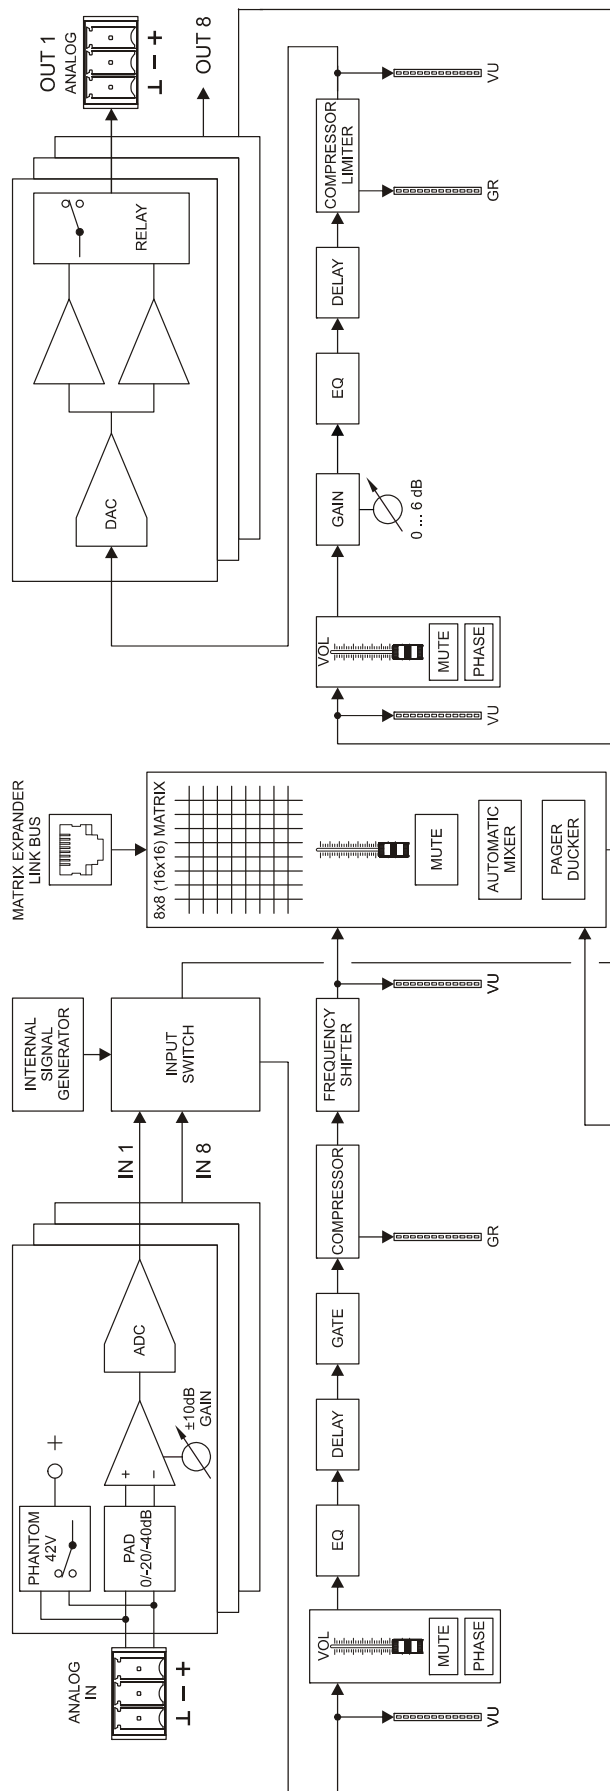 ANALOG
IN
⊥ − +
PHANTOM
42V
+
PAD
0/-20/-40dB
+
−
±10dB
GAIN
ADC
IN 1
IN 8
INTERNAL
SIGNAL
GENERATOR
INPUT
SWITCH
MATRIX EXPANDER
LINK BUS
DAC
RELAY
OUT 1
ANALOG
⊥ − +
OUT 8
VU
VOL
MUTE
PHASE
EQ
DELAY
GATE
COMPRESSOR
GR
FREQUENCY
SHIFTER
VU
8x8 (16x16) MATRIX
MUTE
AUTOMATIC
MIXER
PAGER
DUCKER
VU
VOL
MUTE
PHASE
GAIN
0 ... 6 dB
EQ
DELAY
COMPRESSOR
LIMITER
GR
VU